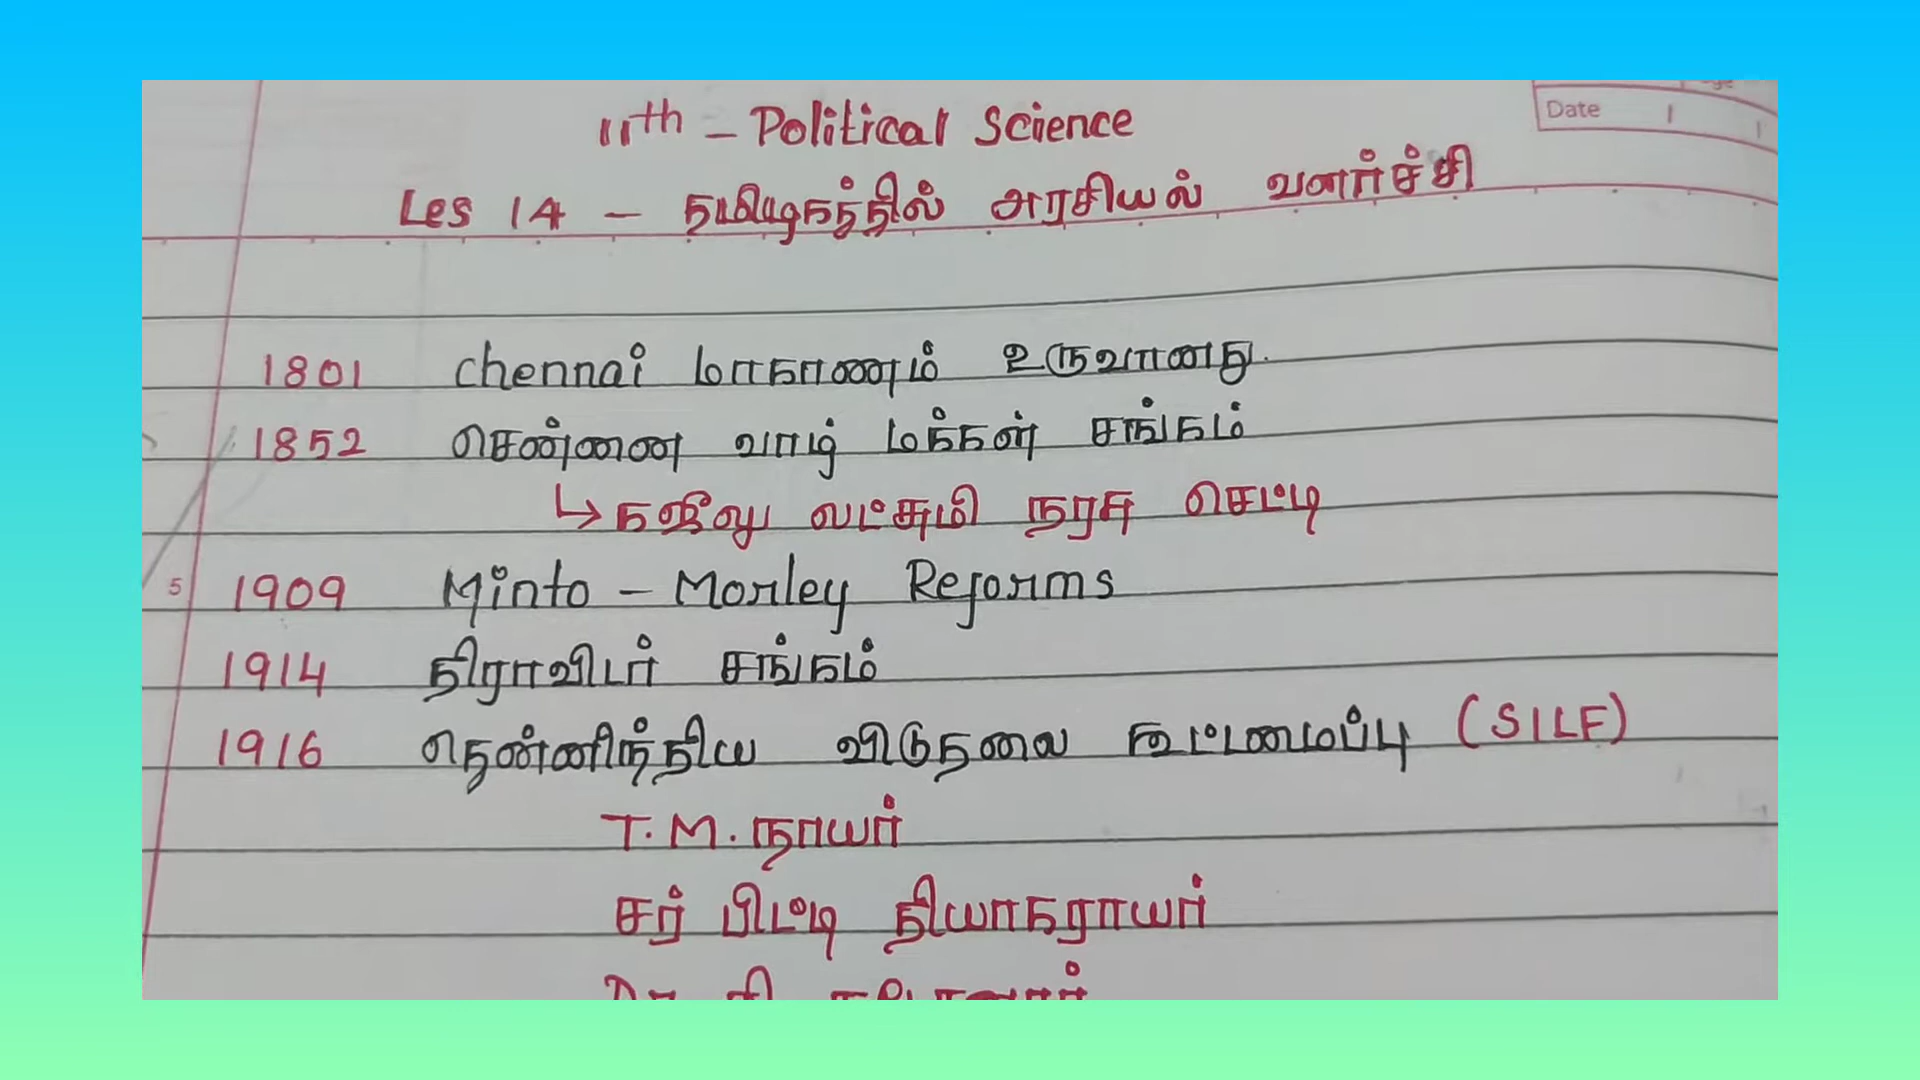 Date
11th - Political Science
Les 14 - தமிழகத்தில் அரசியல் வளர்ச்சி
1801 chennai மாகாணம் உருவானது.
1852 சென்னை வாழ் மக்கள் சங்கம்
↳ கஜுலு லட்சுமி நரசு செட்டி
5 1909 Minto - Morley Reforms
1914 திராவிடர் சங்கம்
1916 தென்னிந்திய விடுதலை கூட்டமைப்பு (SILF)
T.M. நாயர்
சர் பிட்டி தியாகராயர்